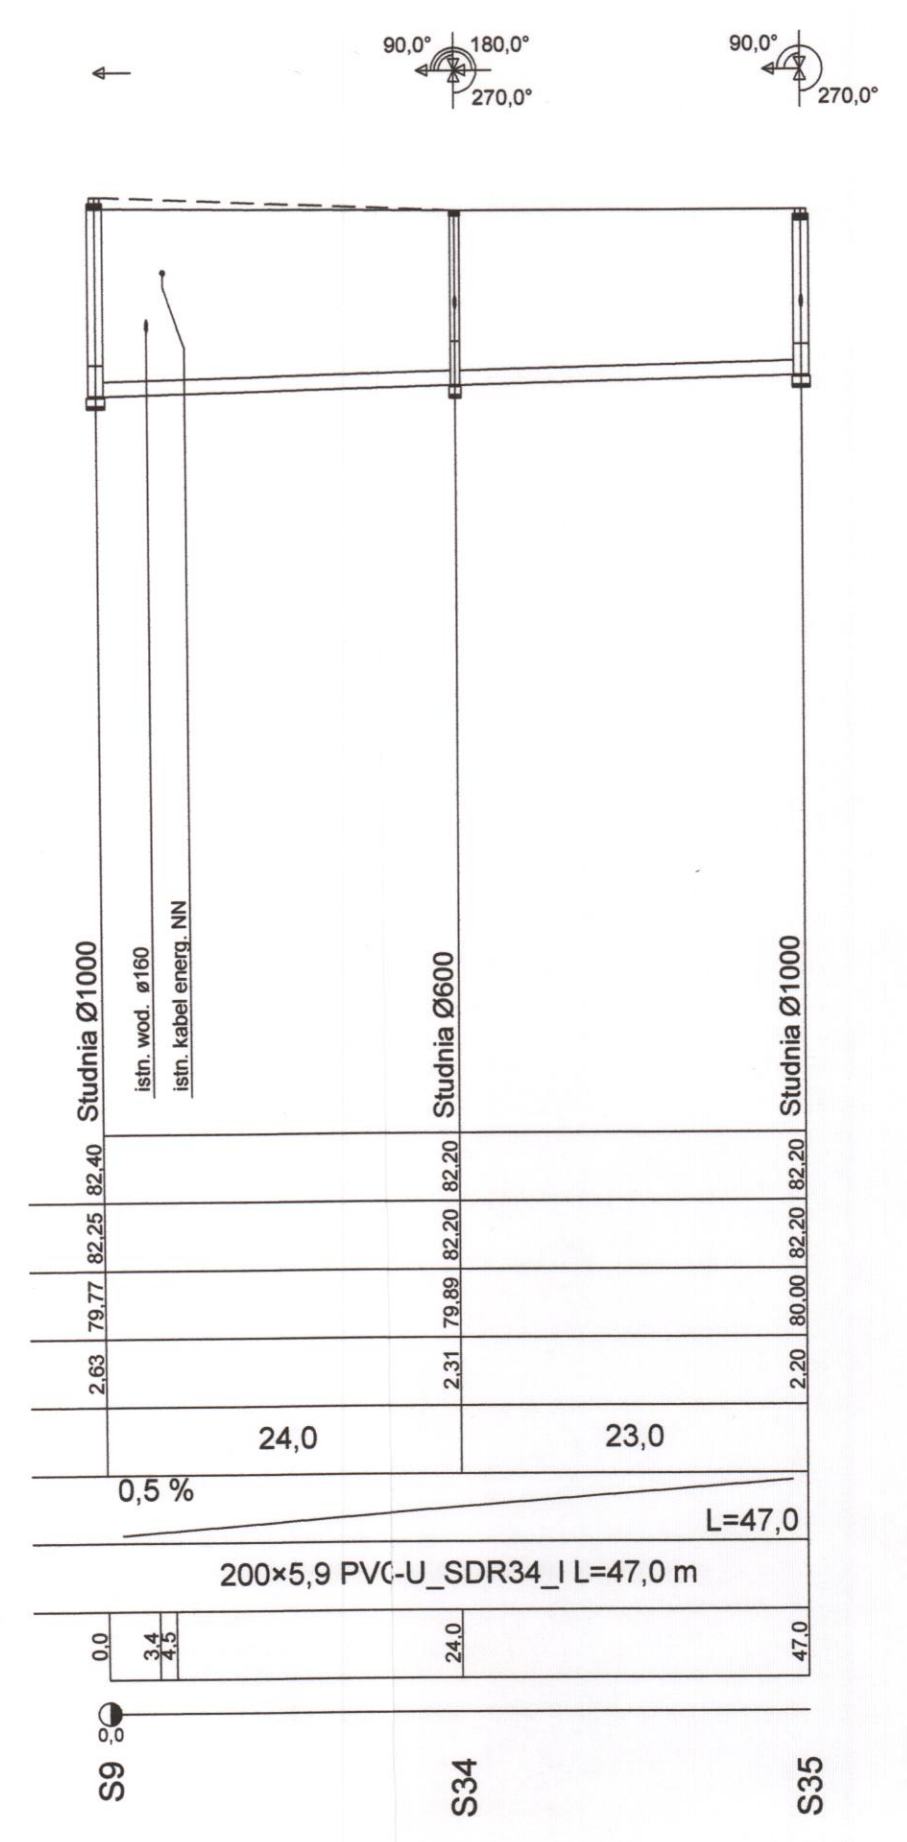 90,0°
180,0°
270,0°
90,0°
270,0°
Studnia Ø1000
istn. wod. ø160
istn. kabel energ. NN
Studnia Ø600
Studnia Ø1000
82,40
82,20
82,20
82,25
82,20
82,20
79,77
79,89
80,00
2,63
2,31
2,20
24,0
23,0
0,5 %
L=47,0
200×5,9 PVC-U_SDR34_I L=47,0 m
0,0
3,4
4,5
24,0
47,0
0,0
S9
S34
S35